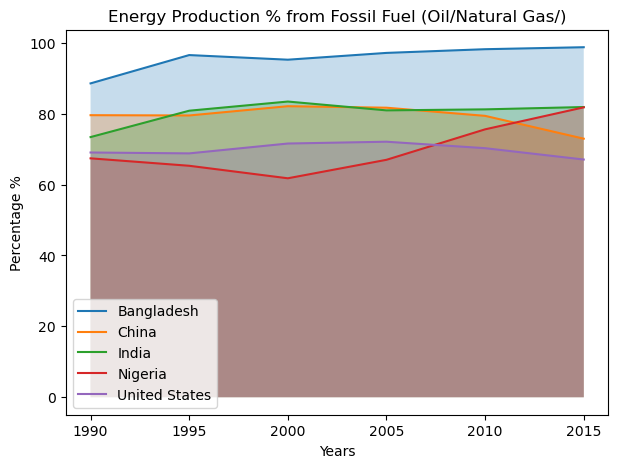 Energy Production % from Fossil Fuel (Oil/Natural Gas/)
100
80
60
40
20
0
Percentage %
Bangladesh
China
India
Nigeria
United States
1990 1995 2000 2005 2010 2015
Years